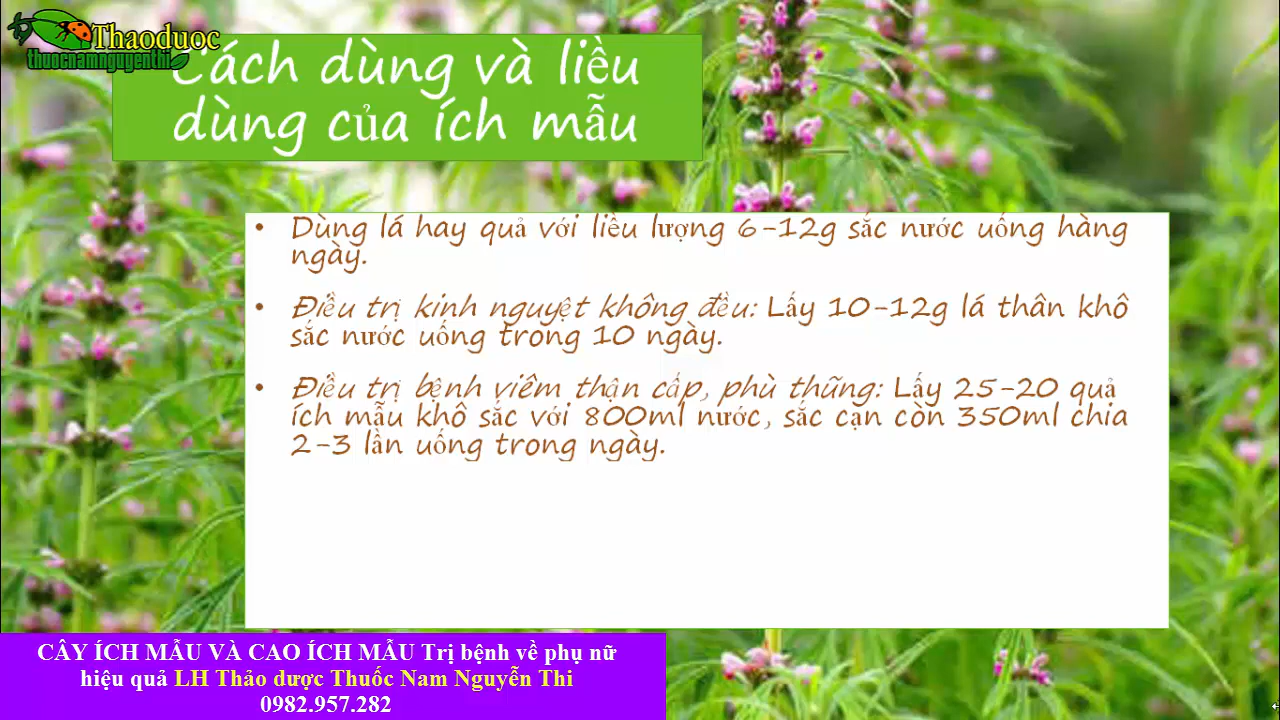 Thaoduoc
thuocnamnguyenthi
Cách dùng và liều
dùng của ích mẫu
• Dùng lá hay quả với liều lượng 6-12g sắc nước uống hàng
ngày.
• Điều trị kinh nguyệt không đều: Lấy 10-12g lá thân khô
sắc nước uống trong 10 ngày.
• Điều trị bệnh viêm thận cấp, phù thũng: Lấy 25-20 quả
ích mẫu khô sắc với 800ml nước, sắc cạn còn 350ml chia
2-3 lần uống trong ngày.
CÂY ÍCH MẪU VÀ CAO ÍCH MẪU Trị bệnh về phụ nữ
hiệu quả LH Thảo dược Thuốc Nam Nguyễn Thi
0982.957.282